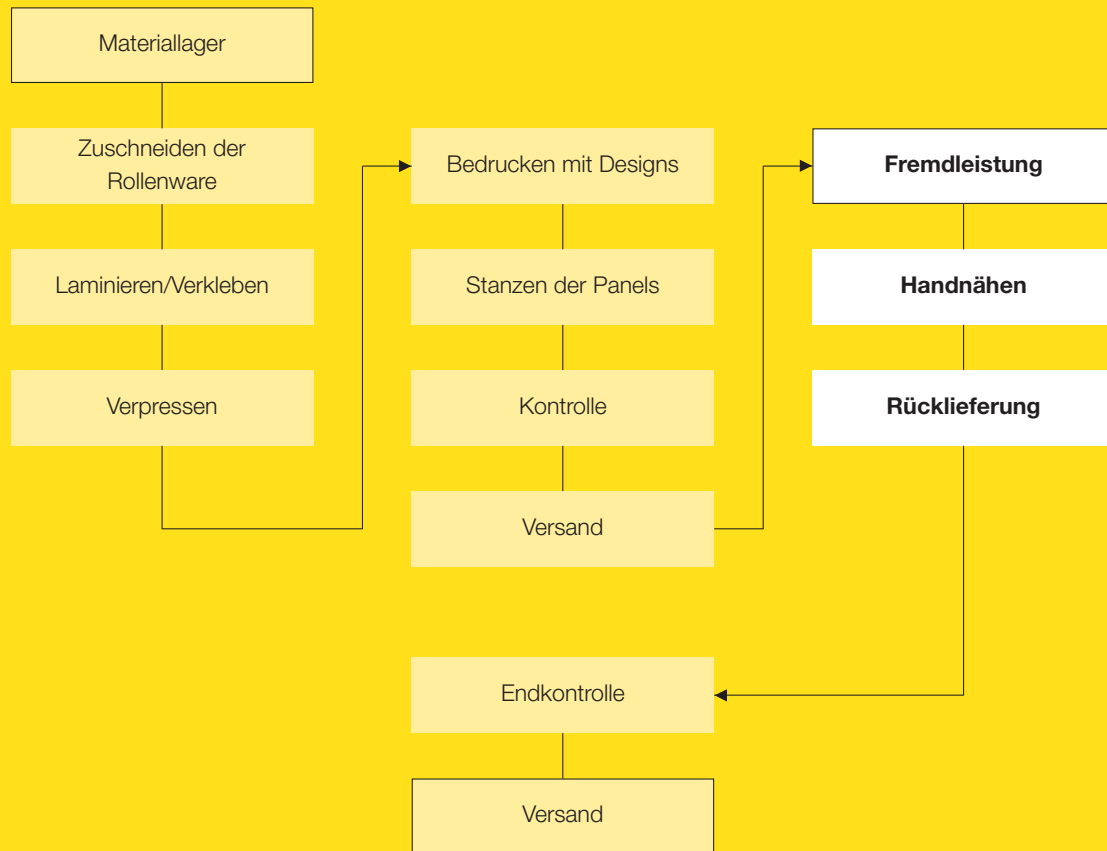 Materiallager
Zuschneiden der
Rollenware
Laminieren/Verkleben
Verpressen
Bedrucken mit Designs
Stanzen der Panels
Kontrolle
Versand
Fremdleistung
Handnähen
Rücklieferung
Endkontrolle
Versand